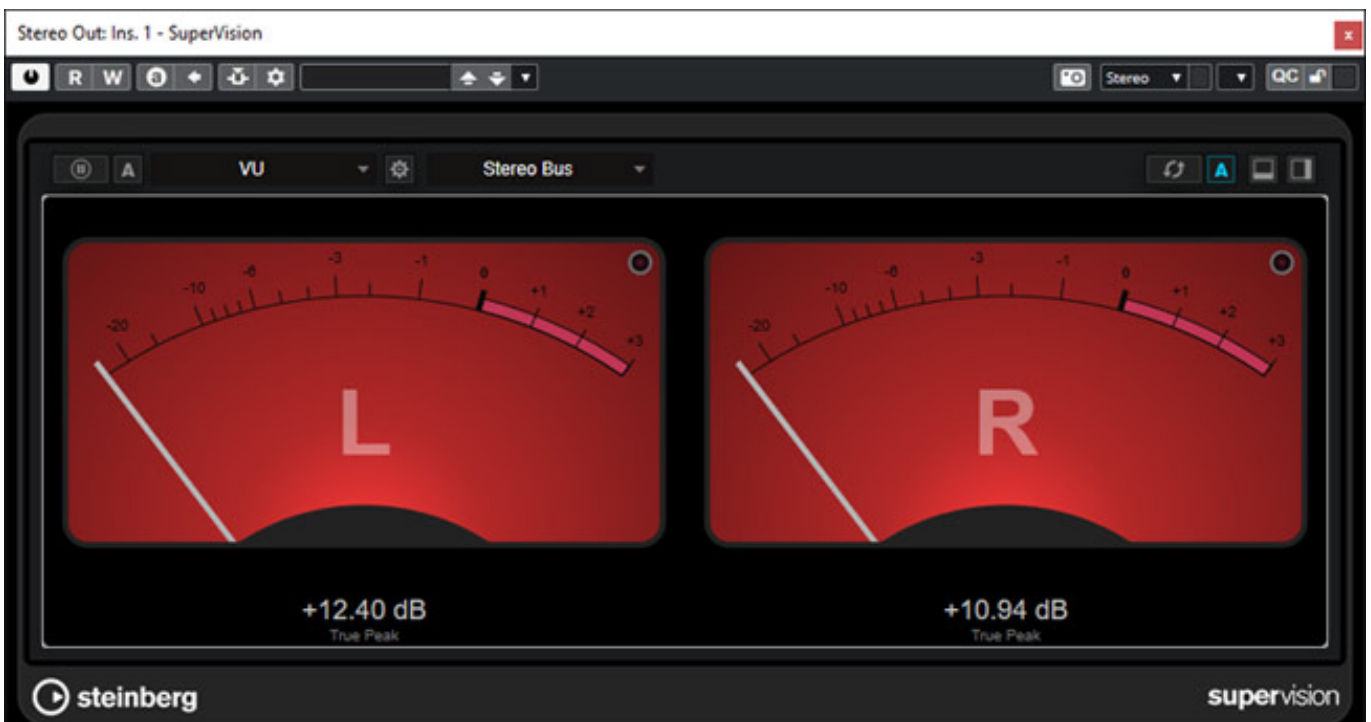 Stereo Out: Ins. 1 - SuperVision
x
R W a Stereo QC
A VU Stereo Bus A
-20 -10 -6 -3 -1 0 +1 +2 +3
L
-20 -10 -6 -3 -1 0 +1 +2 +3
R
+12.40 dB
True Peak
+10.94 dB
True Peak
steinberg
supervision